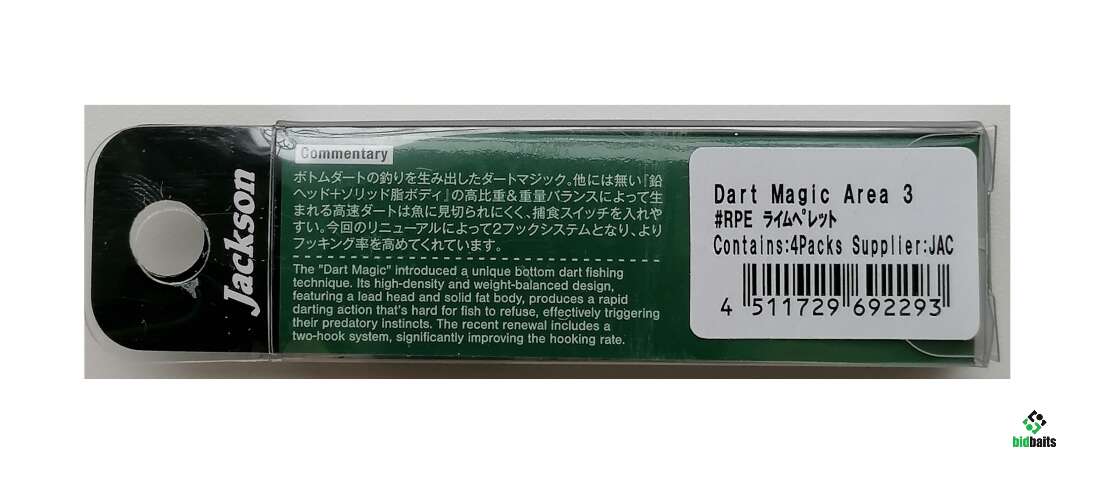 Jackson
Commentary
ボトムダートの釣りを生み出したダートマジック。他には無い『鉛
ヘッド+ソリッド脂ボディ』の高比重&重量バランスによって生
まれる高速ダートは魚に見切られにくく、捕食スイッチを入れや
すい。今回のリニューアルによって2フックシステムとなり、より
フッキング率を高めてくれています。
The "Dart Magic" introduced a unique bottom dart fishing
technique. Its high-density and weight-balanced design,
featuring a lead head and solid fat body, produces a rapid
darting action that's hard for fish to refuse, effectively triggering
their predatory instincts. The recent renewal includes a
two-hook system, significantly improving the hooking rate.
Dart Magic Area 3
#RPE ライムペレット
Contains:4Packs Supplier:JAC
4 511729 692293
bidbaits